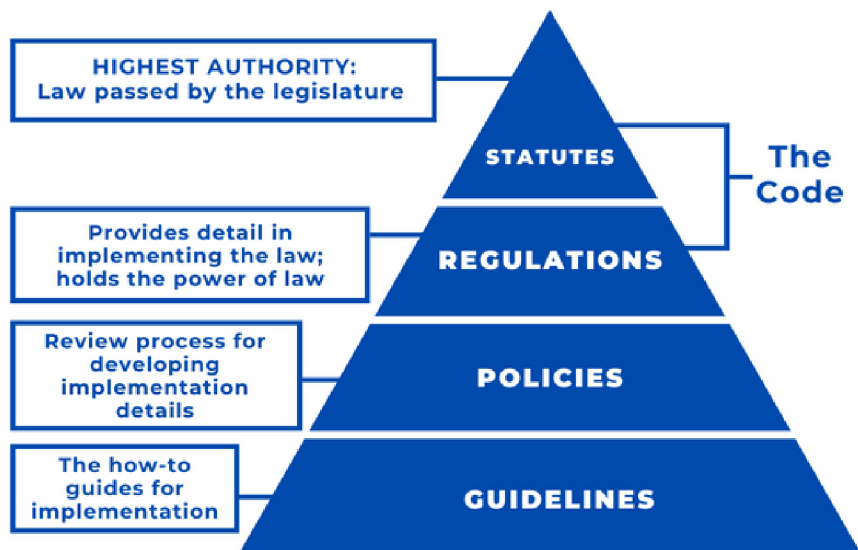 HIGHEST AUTHORITY:
Law passed by the legislature
STATUTES
The
Code
Provides detail in
implementing the law;
holds the power of law
REGULATIONS
Review process for
developing
implementation
details
POLICIES
The how-to
guides for
implementation
GUIDELINES